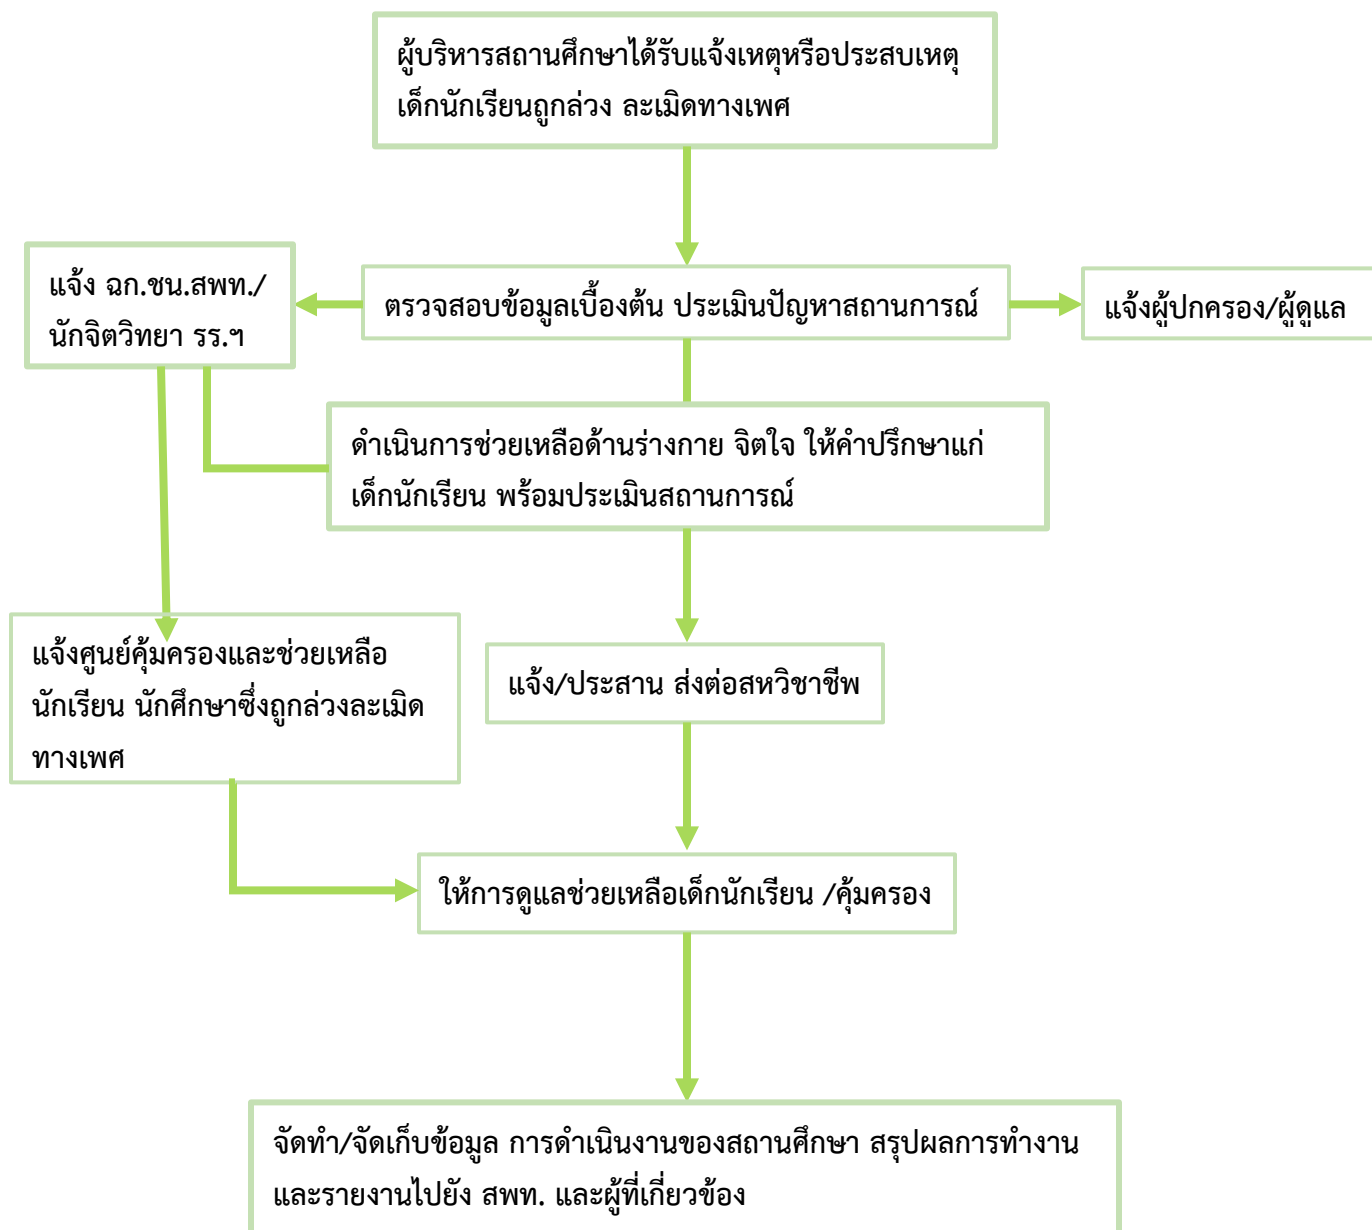 ผู้บริหารสถานศึกษาได้รับแจ้งเหตุหรือประสบเหตุ
เด็กนักเรียนถูกล่วง ละเมิดทางเพศ
แจ้ง ฉก.ชน.สพท./
นักจิตวิทยา รร.ฯ
ตรวจสอบข้อมูลเบื้องต้น ประเมินปัญหาสถานการณ์
แจ้งผู้ปกครอง/ผู้ดูแล
ดำเนินการช่วยเหลือด้านร่างกาย จิตใจ ให้คำปรึกษาแก่
เด็กนักเรียน พร้อมประเมินสถานการณ์
แจ้งศูนย์คุ้มครองและช่วยเหลือ
นักเรียน นักศึกษาซึ่งถูกล่วงละเมิด
ทางเพศ
แจ้ง/ประสาน ส่งต่อสหวิชาชีพ
ให้การดูแลช่วยเหลือเด็กนักเรียน /คุ้มครอง
จัดทำ/จัดเก็บข้อมูล การดำเนินงานของสถานศึกษา สรุปผลการทำงาน
และรายงานไปยัง สพท. และผู้ที่เกี่ยวข้อง